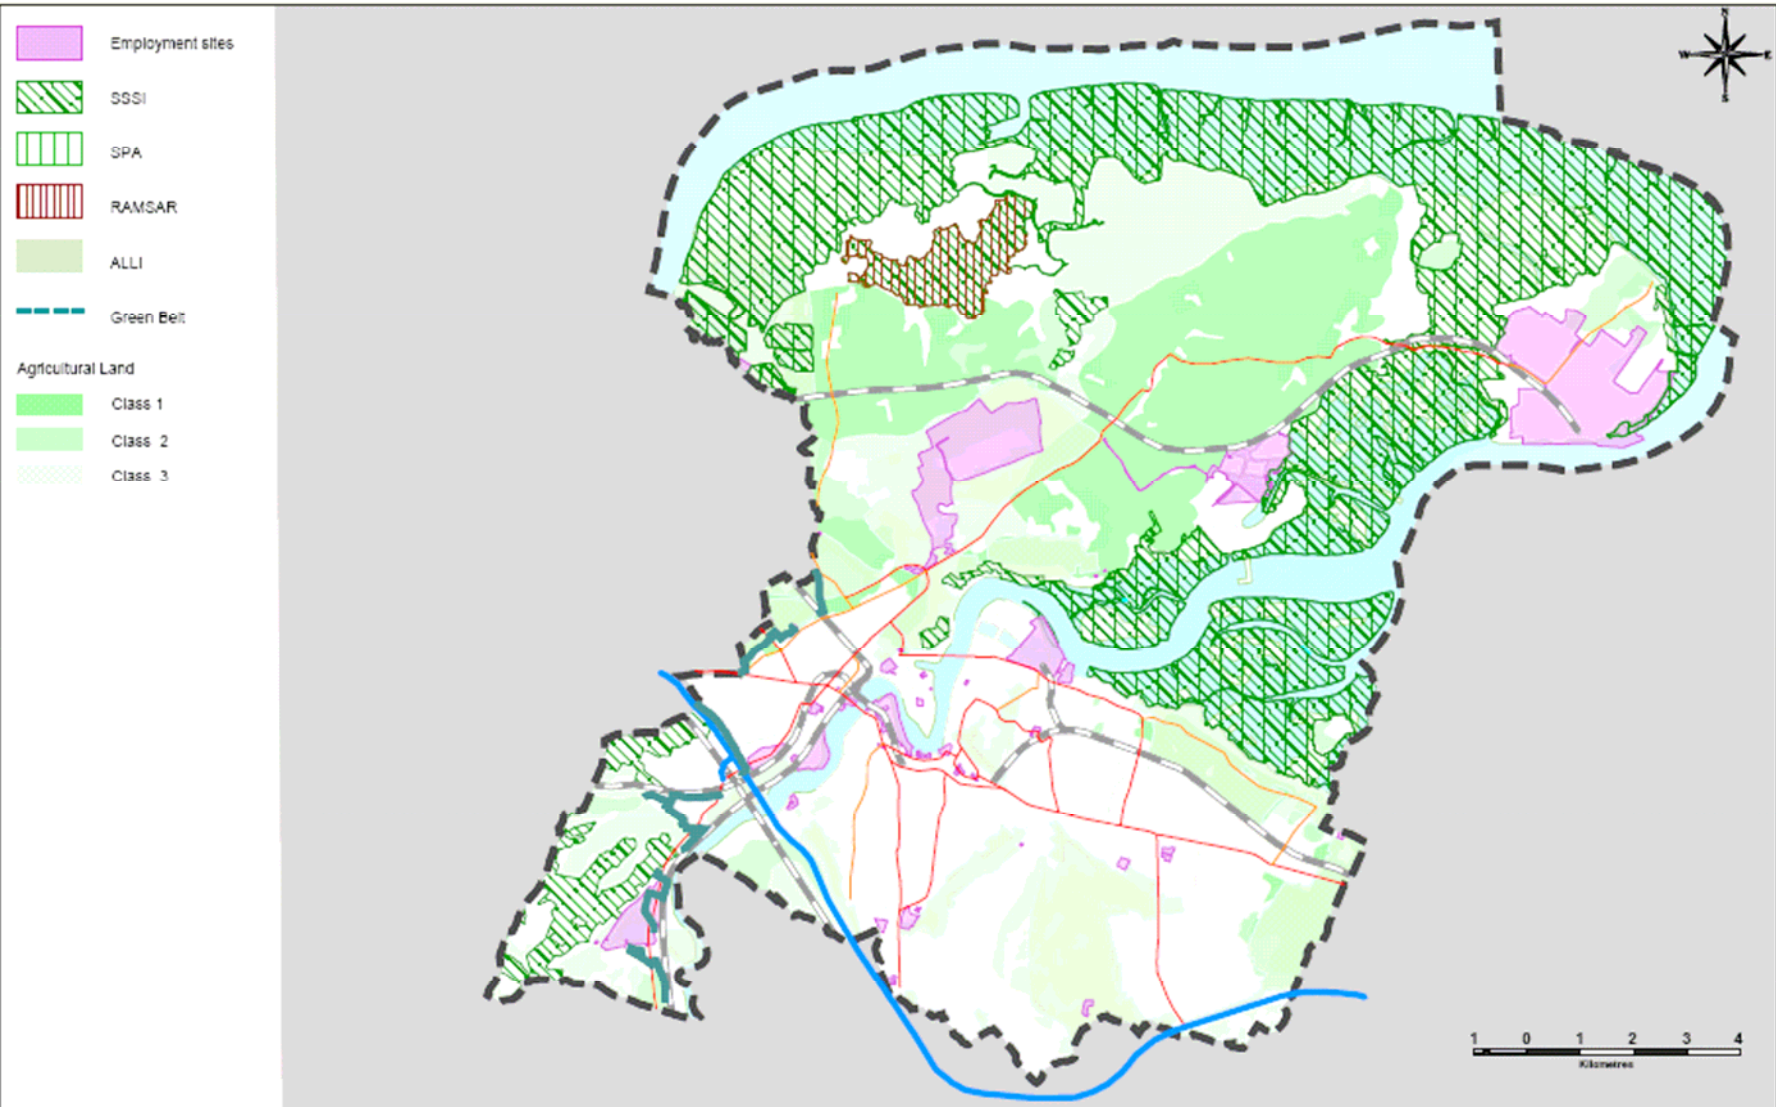 Employment sites
SSSI
SPA
RAMSAR
ALLI
Green Belt
Agricultural Land
Class 1
Class 2
Class 3
N
W E
S
1 0 1 2 3 4
Kilometres